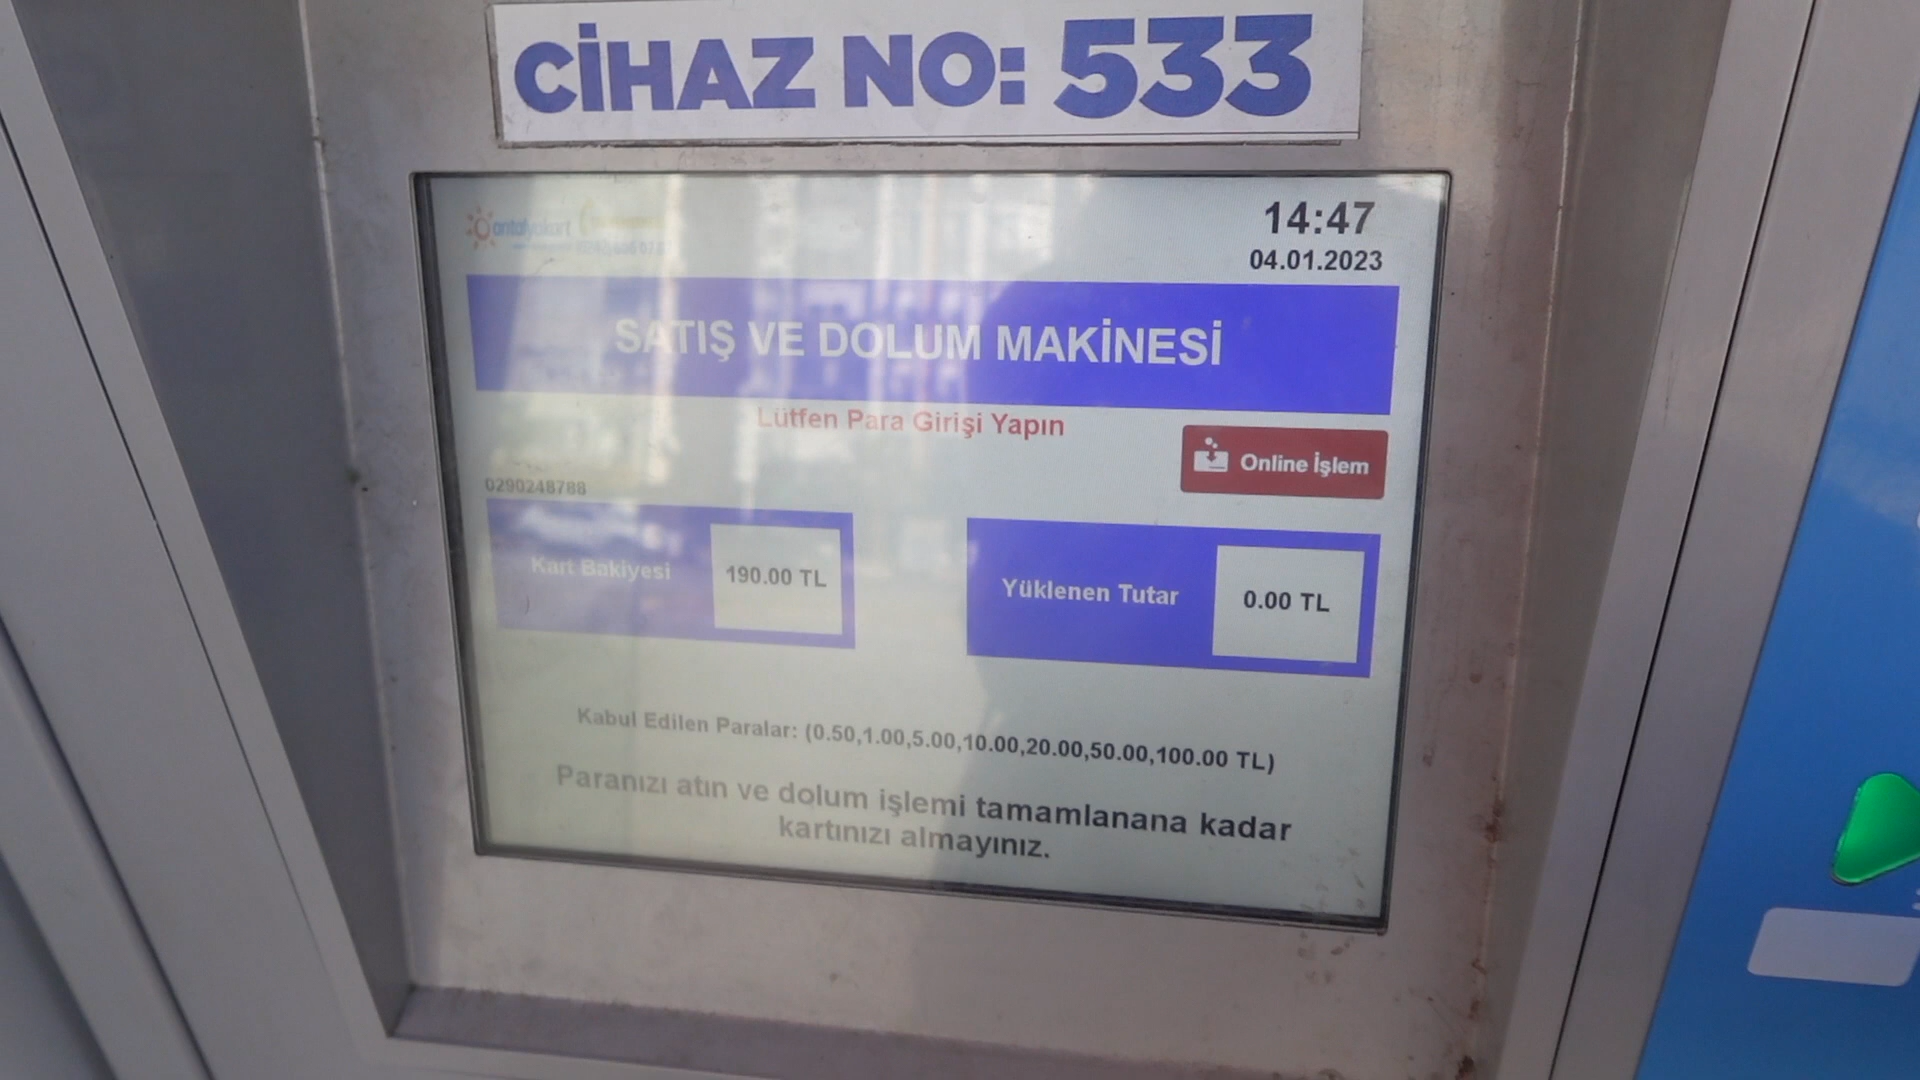 CİHAZ NO: 533
antalyakart
14:47
04.01.2023
SATIŞ VE DOLUM MAKİNESİ
Lütfen Para Girişi Yapın
Online İşlem
0290248788
Kart Bakiyesi 190.00 TL
Yüklenen Tutar 0.00 TL
Kabul Edilen Paralar: (0.50,1.00,5.00,10.00,20.00,50.00,100.00 TL)
Paranızı atın ve dolum işlemi tamamlanana kadar
kartınızı almayınız.